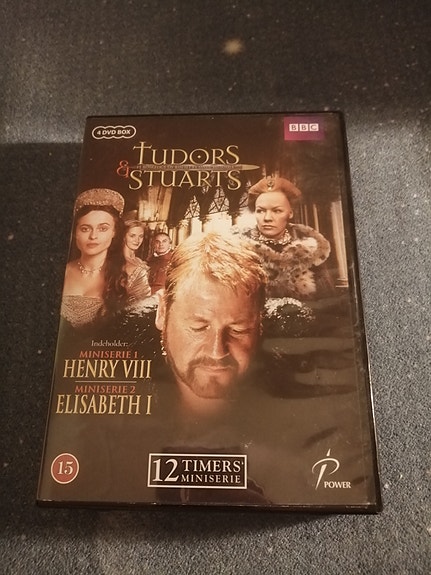 4 DVD BOX
BBC
TUDORS
& STUARTS
Indeholder:
MINISERIE 1
HENRY VIII
MINISERIE 2
ELISABETH I
15
12 TIMERS'
MINISERIE
POWER